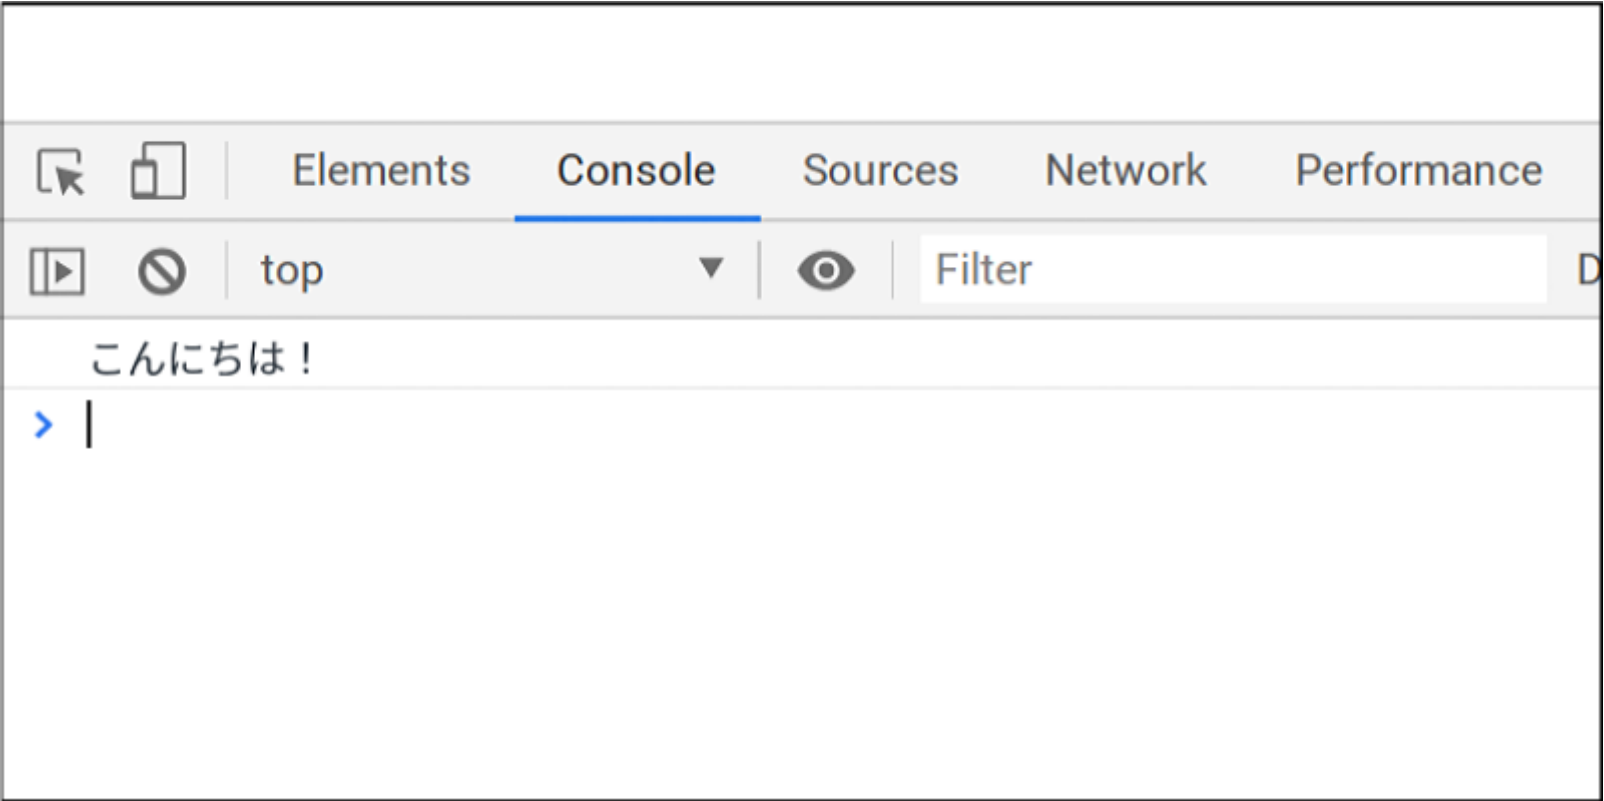 Elements Console Sources Network Performance
top Filter D
こんにちは！